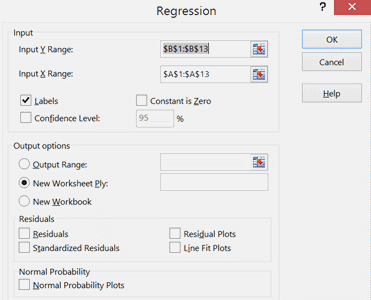 Regression
?
Input
Input Y Range: $B$1:$B$13
OK
Input X Range: $A$1:$A$13
Cancel
Labels Constant is Zero
Help
Confidence Level: 95 %
Output options
Output Range:
New Worksheet Ply:
New Workbook
Residuals
Residuals Residual Plots
Standardized Residuals Line Fit Plots
Normal Probability
Normal Probability Plots